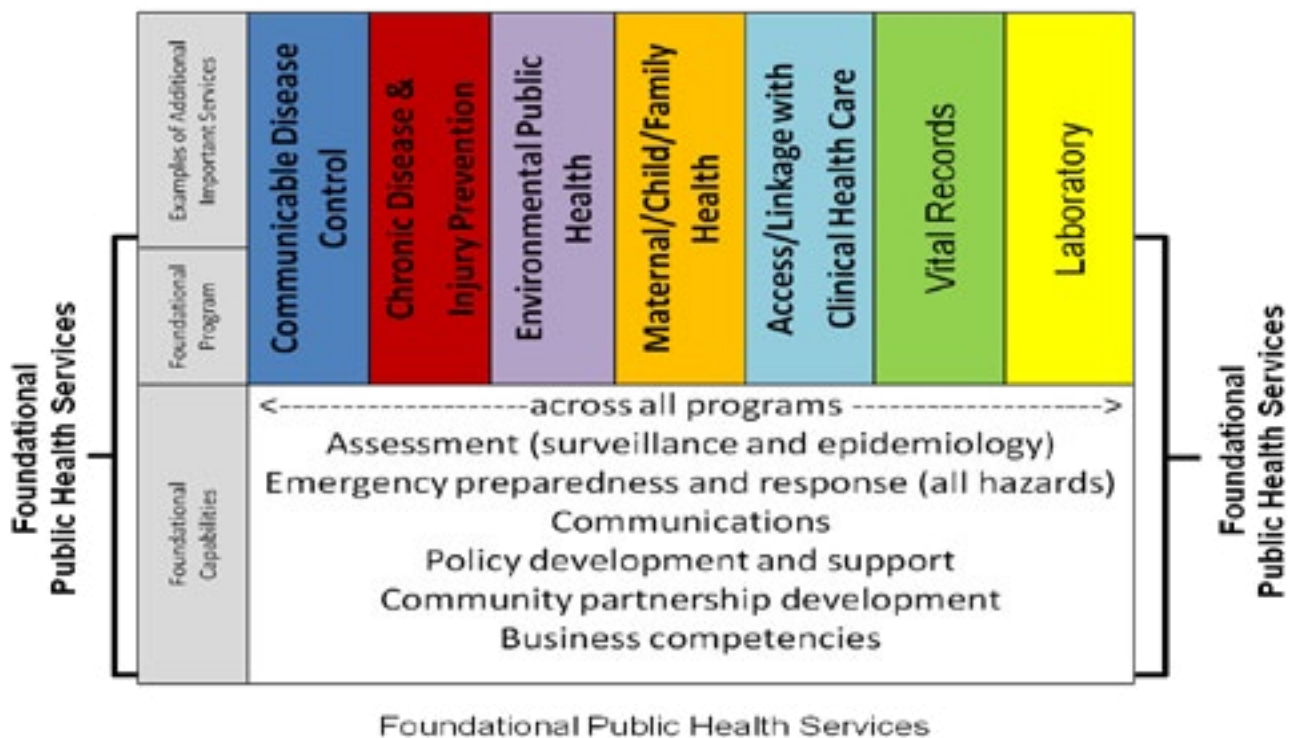 Foundational
Public Health Services
Examples of Additional
Important Services
Foundational
Program
Foundational
Capabilities
Communicable Disease
Control
Chronic Disease &
Injury Prevention
Environmental Public
Health
Maternal/Child/Family
Health
Access/Linkage with
Clinical Health Care
Vital Records
Laboratory
<--------------------across all programs -------------------->
Assessment (surveillance and epidemiology)
Emergency preparedness and response (all hazards)
Communications
Policy development and support
Community partnership development
Business competencies
Foundational
Public Health Services
Foundational Public Health Services